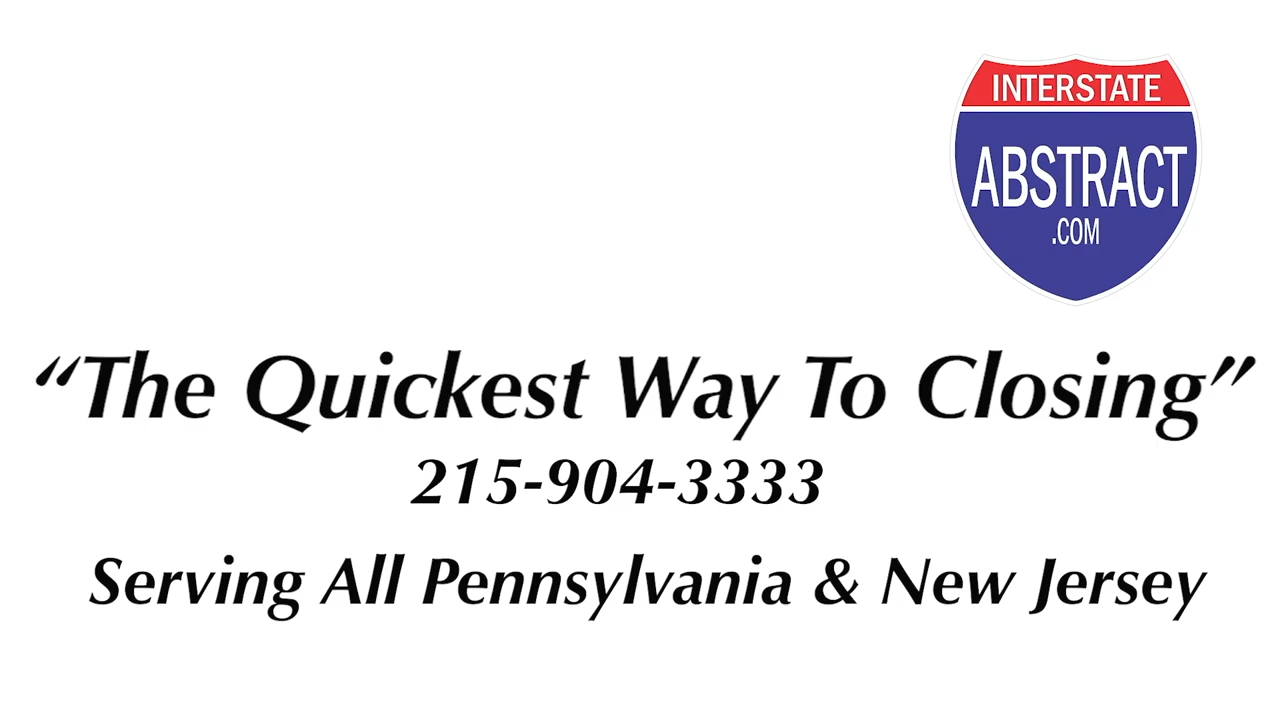 INTERSTATE
ABSTRACT
.COM
“The Quickest Way To Closing”
215-904-3333
Serving All Pennsylvania & New Jersey